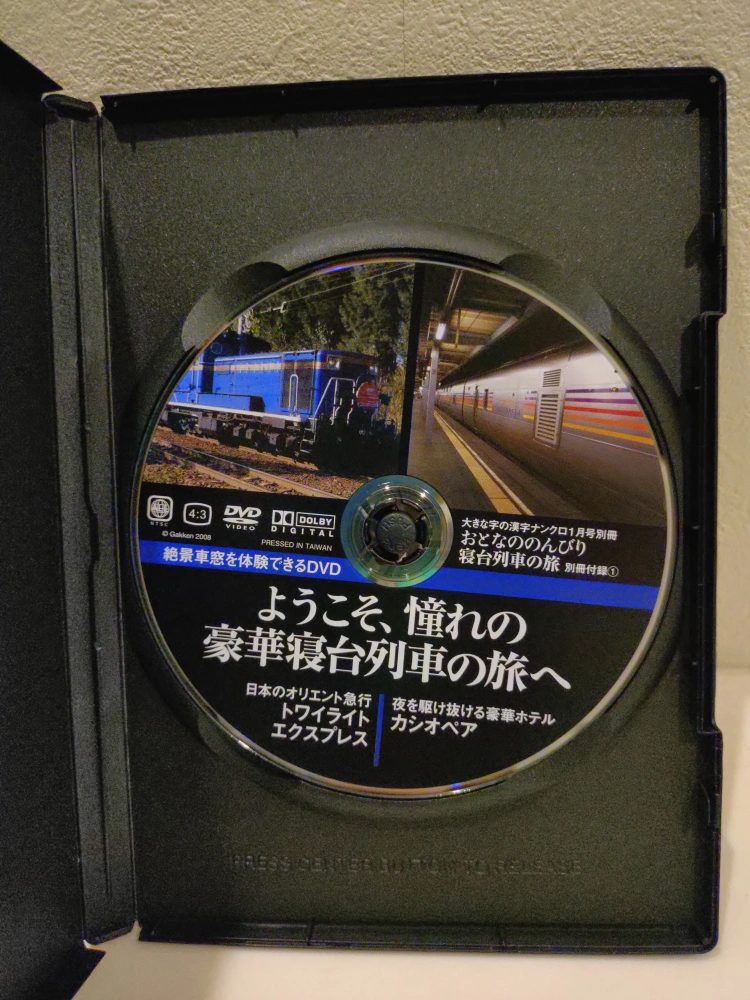 NTSC
4:3
DVD
VIDEO
DOLBY
DIGITAL
© Gakken 2008
PRESSED IN TAIWAN
大きな字の漢字ナンクロ1月号別冊
おとなののんびり
寝台列車の旅 別冊付録①
絶景車窓を体験できるDVD
ようこそ、憧れの
豪華寝台列車の旅へ
日本のオリエント急行
トワイライト
エクスプレス
夜を駆け抜ける豪華ホテル
カシオペア
PRESS CENTER BUTTON TO RELEASE